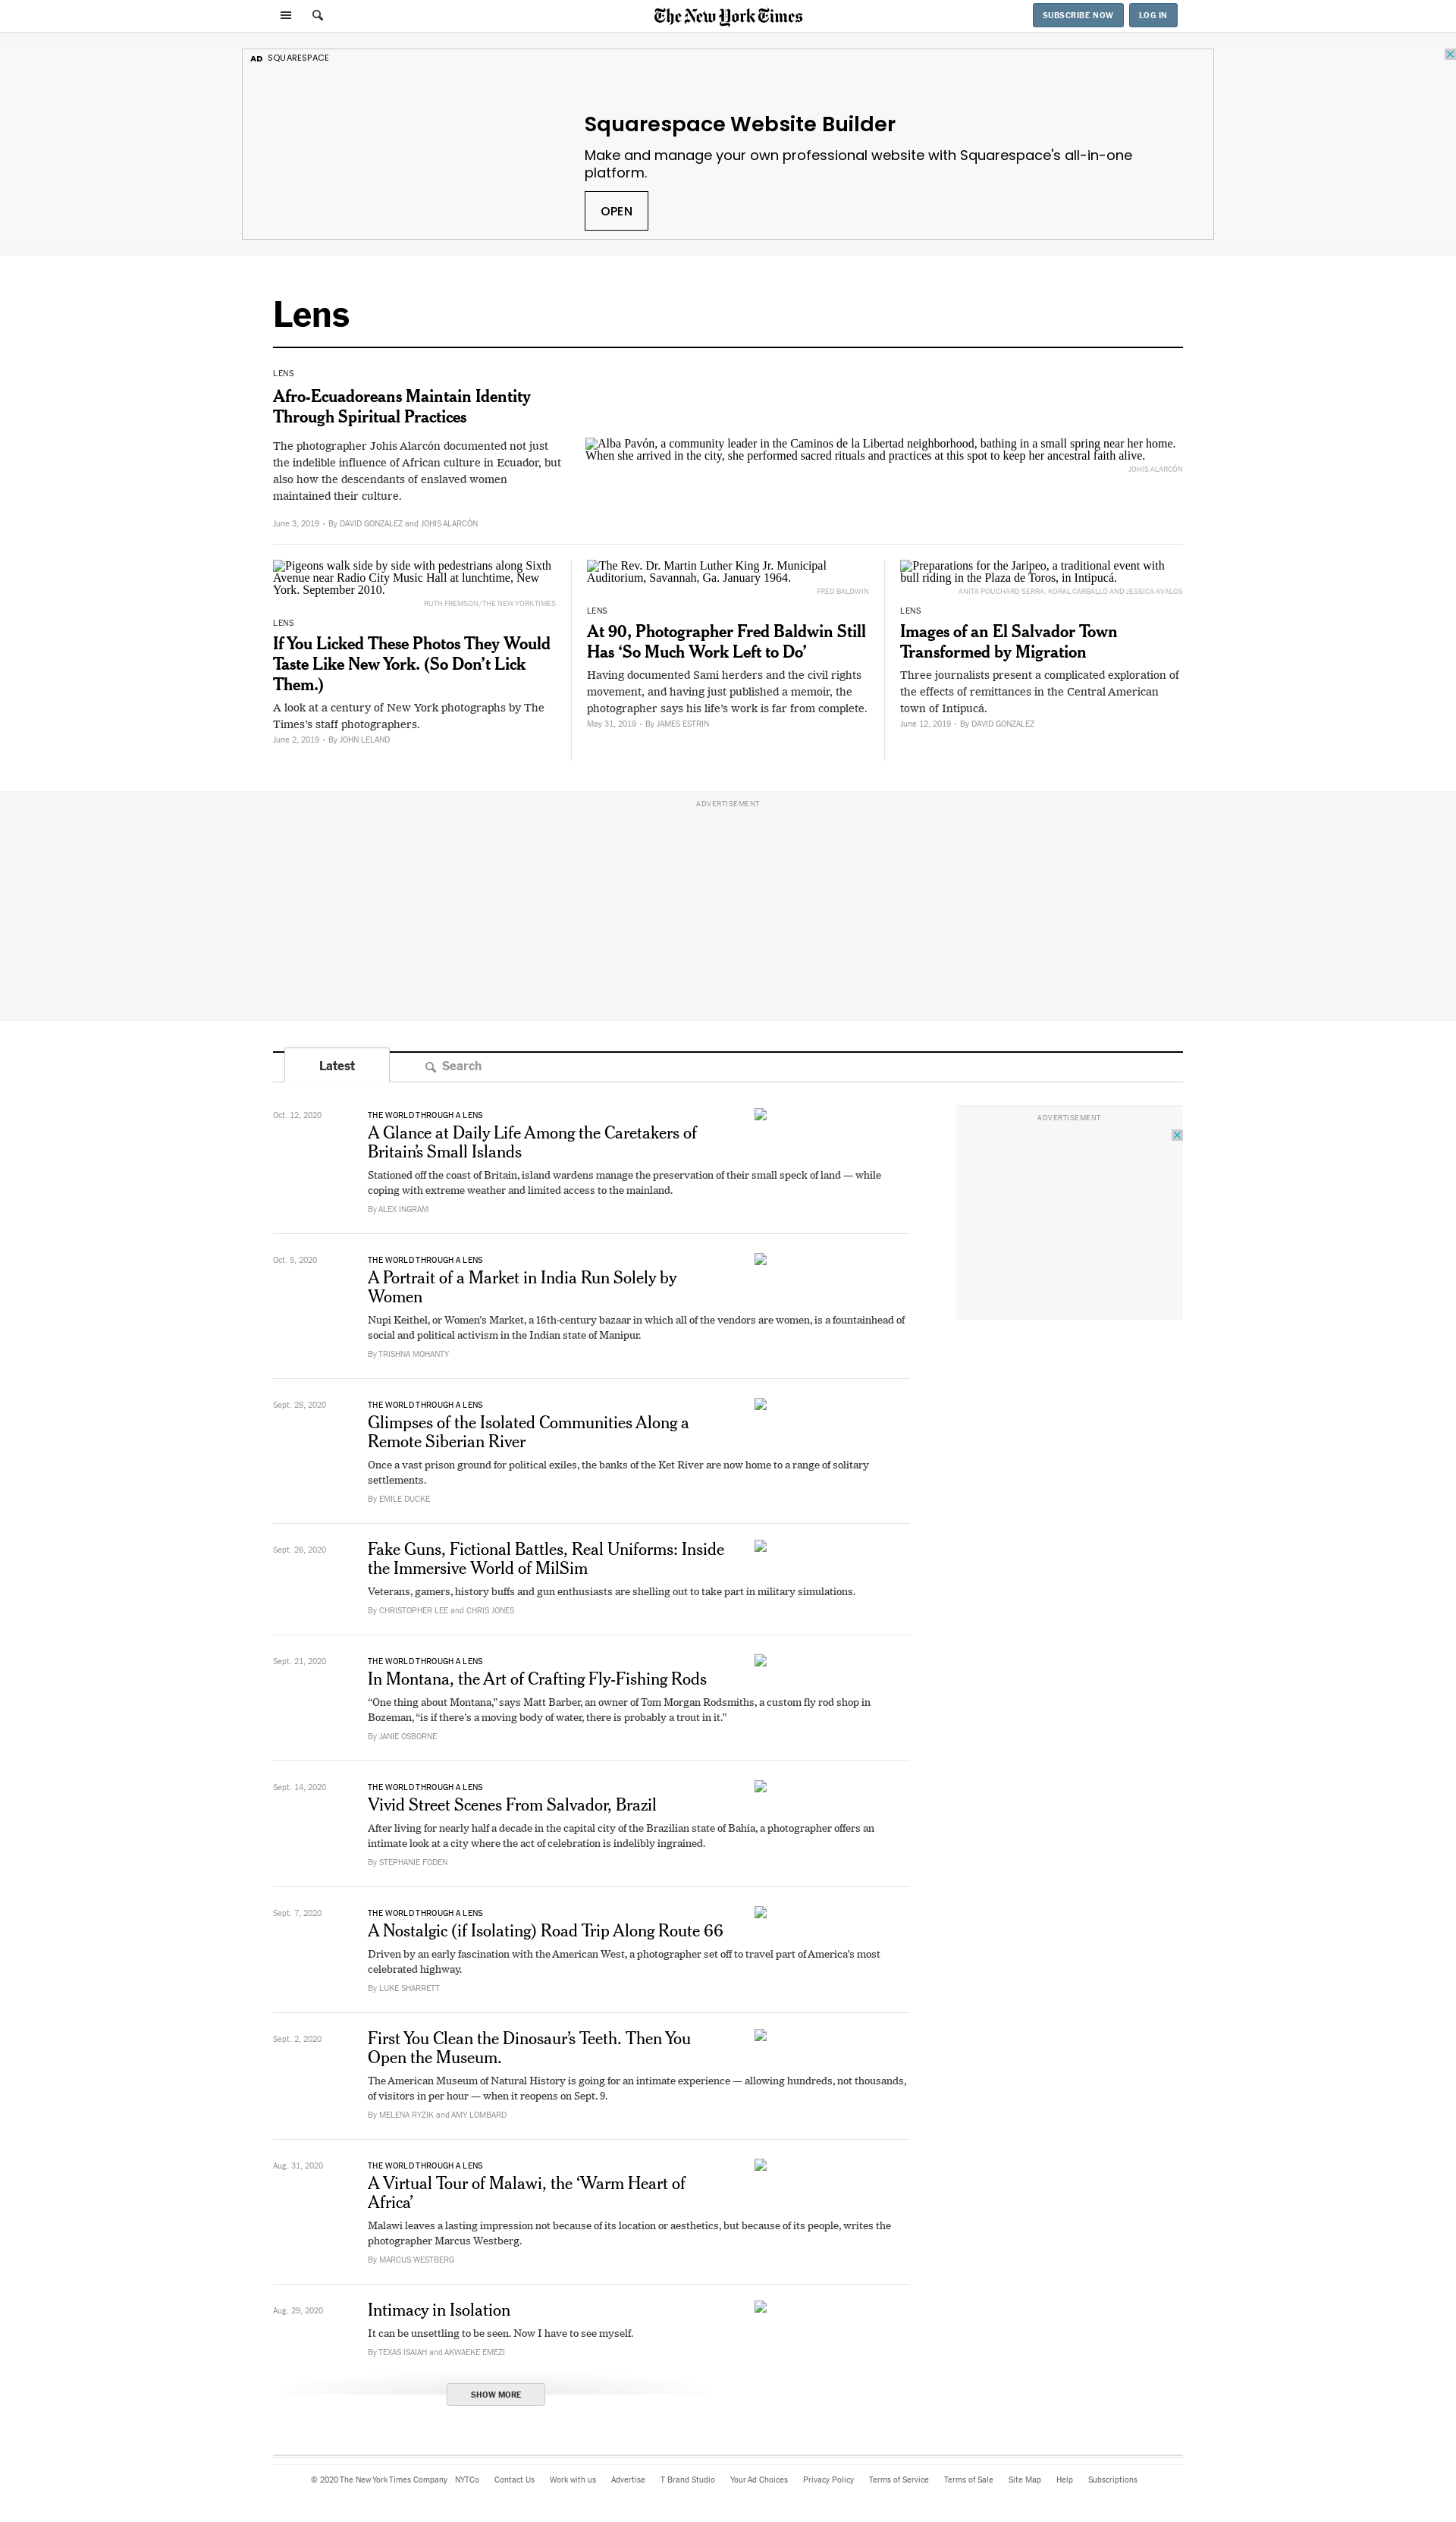 The New York Times
SUBSCRIBE NOW
LOG IN
AD SQUARESPACE
Squarespace Website Builder
Make and manage your own professional website with Squarespace's all-in-one
platform.
OPEN
Lens
LENS
Afro-Ecuadoreans Maintain Identity
Through Spiritual Practices
The photographer Johis Alarcón documented not just
the indelible influence of African culture in Ecuador, but
also how the descendants of enslaved women
maintained their culture.
June 3, 2019 • By DAVID GONZALEZ and JOHIS ALARCÓN
Alba Pavón, a community leader in the Caminos de la Libertad neighborhood, bathing in a small spring near her home.
When she arrived in the city, she performed sacred rituals and practices at this spot to keep her ancestral faith alive.
JOHIS ALARCÓN
Pigeons walk side by side with pedestrians along Sixth
Avenue near Radio City Music Hall at lunchtime, New
York. September 2010.
RUTH FREMSON/THE NEW YORK TIMES
LENS
If You Licked These Photos They Would
Taste Like New York. (So Don’t Lick
Them.)
A look at a century of New York photographs by The
Times’s staff photographers.
June 2, 2019 • By JOHN LELAND
The Rev. Dr. Martin Luther King Jr. Municipal
Auditorium, Savannah, Ga. January 1964.
FRED BALDWIN
LENS
At 90, Photographer Fred Baldwin Still
Has ‘So Much Work Left to Do’
Having documented Sami herders and the civil rights
movement, and having just published a memoir, the
photographer says his life’s work is far from complete.
May 31, 2019 • By JAMES ESTRIN
Preparations for the Jaripeo, a traditional event with
bull riding in the Plaza de Toros, in Intipucá.
ANITA POUCHARD SERRA, KORAL CARBALLO AND JESSICA AVALOS
LENS
Images of an El Salvador Town
Transformed by Migration
Three journalists present a complicated exploration of
the effects of remittances in the Central American
town of Intipucá.
June 12, 2019 • By DAVID GONZALEZ
ADVERTISEMENT
Latest
Search
ADVERTISEMENT
Oct. 12, 2020
THE WORLD THROUGH A LENS
A Glance at Daily Life Among the Caretakers of
Britain’s Small Islands
Stationed off the coast of Britain, island wardens manage the preservation of their small speck of land — while
coping with extreme weather and limited access to the mainland.
By ALEX INGRAM
Oct. 5, 2020
THE WORLD THROUGH A LENS
A Portrait of a Market in India Run Solely by
Women
Nupi Keithel, or Women’s Market, a 16th-century bazaar in which all of the vendors are women, is a fountainhead of
social and political activism in the Indian state of Manipur.
By TRISHNA MOHANTY
Sept. 28, 2020
THE WORLD THROUGH A LENS
Glimpses of the Isolated Communities Along a
Remote Siberian River
Once a vast prison ground for political exiles, the banks of the Ket River are now home to a range of solitary
settlements.
By EMILE DUCKE
Sept. 26, 2020
Fake Guns, Fictional Battles, Real Uniforms: Inside
the Immersive World of MilSim
Veterans, gamers, history buffs and gun enthusiasts are shelling out to take part in military simulations.
By CHRISTOPHER LEE and CHRIS JONES
Sept. 21, 2020
THE WORLD THROUGH A LENS
In Montana, the Art of Crafting Fly-Fishing Rods
“One thing about Montana,” says Matt Barber, an owner of Tom Morgan Rodsmiths, a custom fly rod shop in
Bozeman, “is if there’s a moving body of water, there is probably a trout in it.”
By JANIE OSBORNE
Sept. 14, 2020
THE WORLD THROUGH A LENS
Vivid Street Scenes From Salvador, Brazil
After living for nearly half a decade in the capital city of the Brazilian state of Bahia, a photographer offers an
intimate look at a city where the act of celebration is indelibly ingrained.
By STEPHANIE FODEN
Sept. 7, 2020
THE WORLD THROUGH A LENS
A Nostalgic (if Isolating) Road Trip Along Route 66
Driven by an early fascination with the American West, a photographer set off to travel part of America’s most
celebrated highway.
By LUKE SHARRETT
Sept. 2, 2020
First You Clean the Dinosaur’s Teeth. Then You
Open the Museum.
The American Museum of Natural History is going for an intimate experience — allowing hundreds, not thousands,
of visitors in per hour — when it reopens on Sept. 9.
By MELENA RYZIK and AMY LOMBARD
Aug. 31, 2020
THE WORLD THROUGH A LENS
A Virtual Tour of Malawi, the ‘Warm Heart of
Africa’
Malawi leaves a lasting impression not because of its location or aesthetics, but because of its people, writes the
photographer Marcus Westberg.
By MARCUS WESTBERG
Aug. 29, 2020
Intimacy in Isolation
It can be unsettling to be seen. Now I have to see myself.
By TEXAS ISAIAH and AKWAEKE EMEZI
SHOW MORE
© 2020 The New York Times Company NYTCo Contact Us Work with us Advertise T Brand Studio Your Ad Choices Privacy Policy Terms of Service Terms of Sale Site Map Help Subscriptions